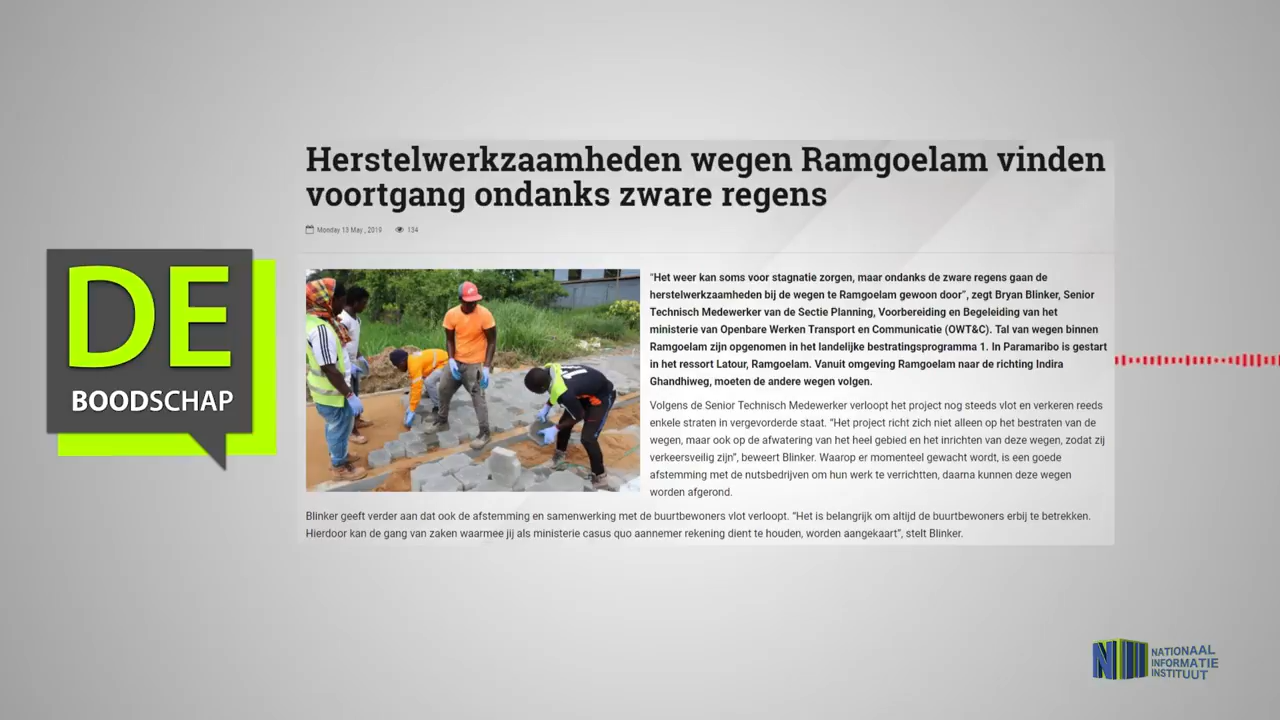 Herstelwerkzaamheden wegen Ramgoelam vinden
voortgang ondanks zware regens
Monday 13 May , 2019 134
DE
BOODSCHAP
"Het weer kan soms voor stagnatie zorgen, maar ondanks de zware regens gaan de
herstelwerkzaamheden bij de wegen te Ramgoelam gewoon door", zegt Bryan Blinker, Senior
Technisch Medewerker van de Sectie Planning, Voorbereiding en Begeleiding van het
ministerie van Openbare Werken Transport en Communicatie (OWT&C). Tal van wegen binnen
Ramgoelam zijn opgenomen in het landelijke bestratingsprogramma 1. In Paramaribo is gestart
in het ressort Latour, Ramgoelam. Vanuit omgeving Ramgoelam naar de richting Indira
Ghandhiweg, moeten de andere wegen volgen.
Volgens de Senior Technisch Medewerker verloopt het project nog steeds vlot en verkeren reeds
enkele straten in vergevorderde staat. "Het project richt zich niet alleen op het bestraten van de
wegen, maar ook op de afwatering van het heel gebied en het inrichten van deze wegen, zodat zij
verkeersveilig zijn", beweert Blinker. Waarop er momenteel gewacht wordt, is een goede
afstemming met de nutsbedrijven om hun werk te verrichten, daarna kunnen deze wegen
worden afgerond.
Blinker geeft verder aan dat ook de afstemming en samenwerking met de buurtbewoners vlot verloopt. "Het is belangrijk om altijd de buurtbewoners erbij te betrekken.
Hierdoor kan de gang van zaken waarmee jij als ministerie casus quo aannemer rekening dient te houden, worden aangekaart", stelt Blinker.
NII NATIONAAL
INFORMATIE
INSTITUUT